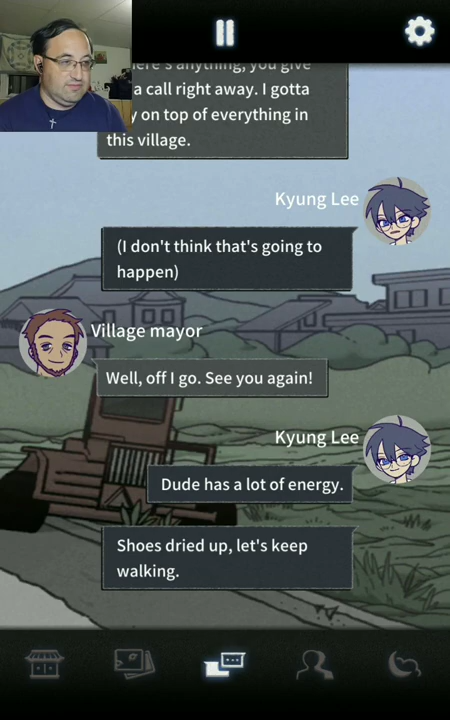 a call right away. I gotta
on top of everything in
this village.
Kyung Lee
(I don't think that's going to
happen)
Village mayor
Well, off I go. See you again!
Kyung Lee
Dude has a lot of energy.
Shoes dried up, let's keep
walking.